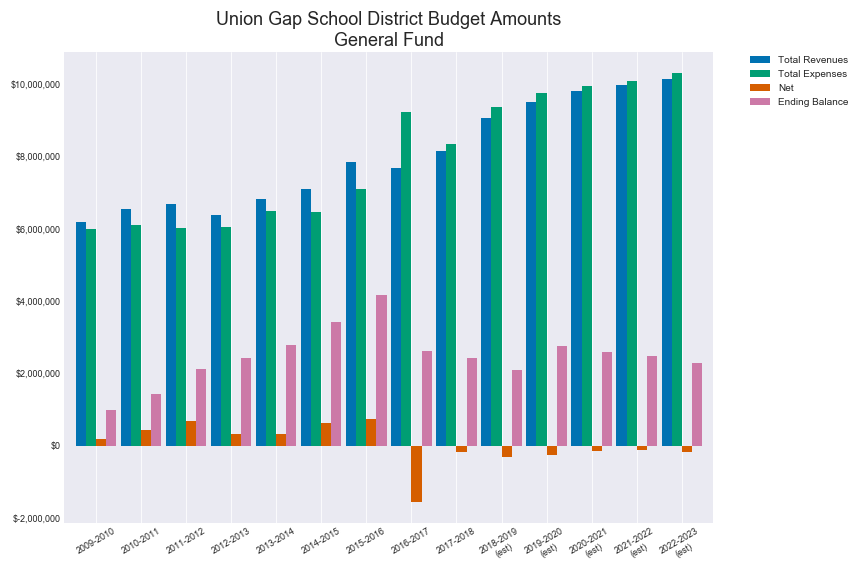 Union Gap School District Budget Amounts
General Fund
Total Revenues
Total Expenses
Net
Ending Balance
$10,000,000
$8,000,000
$6,000,000
$4,000,000
$2,000,000
$0
$-2,000,000
2009-2010
2010-2011
2011-2012
2012-2013
2013-2014
2014-2015
2015-2016
2016-2017
2017-2018
2018-2019
(est)
2019-2020
(est)
2020-2021
(est)
2021-2022
(est)
2022-2023
(est)